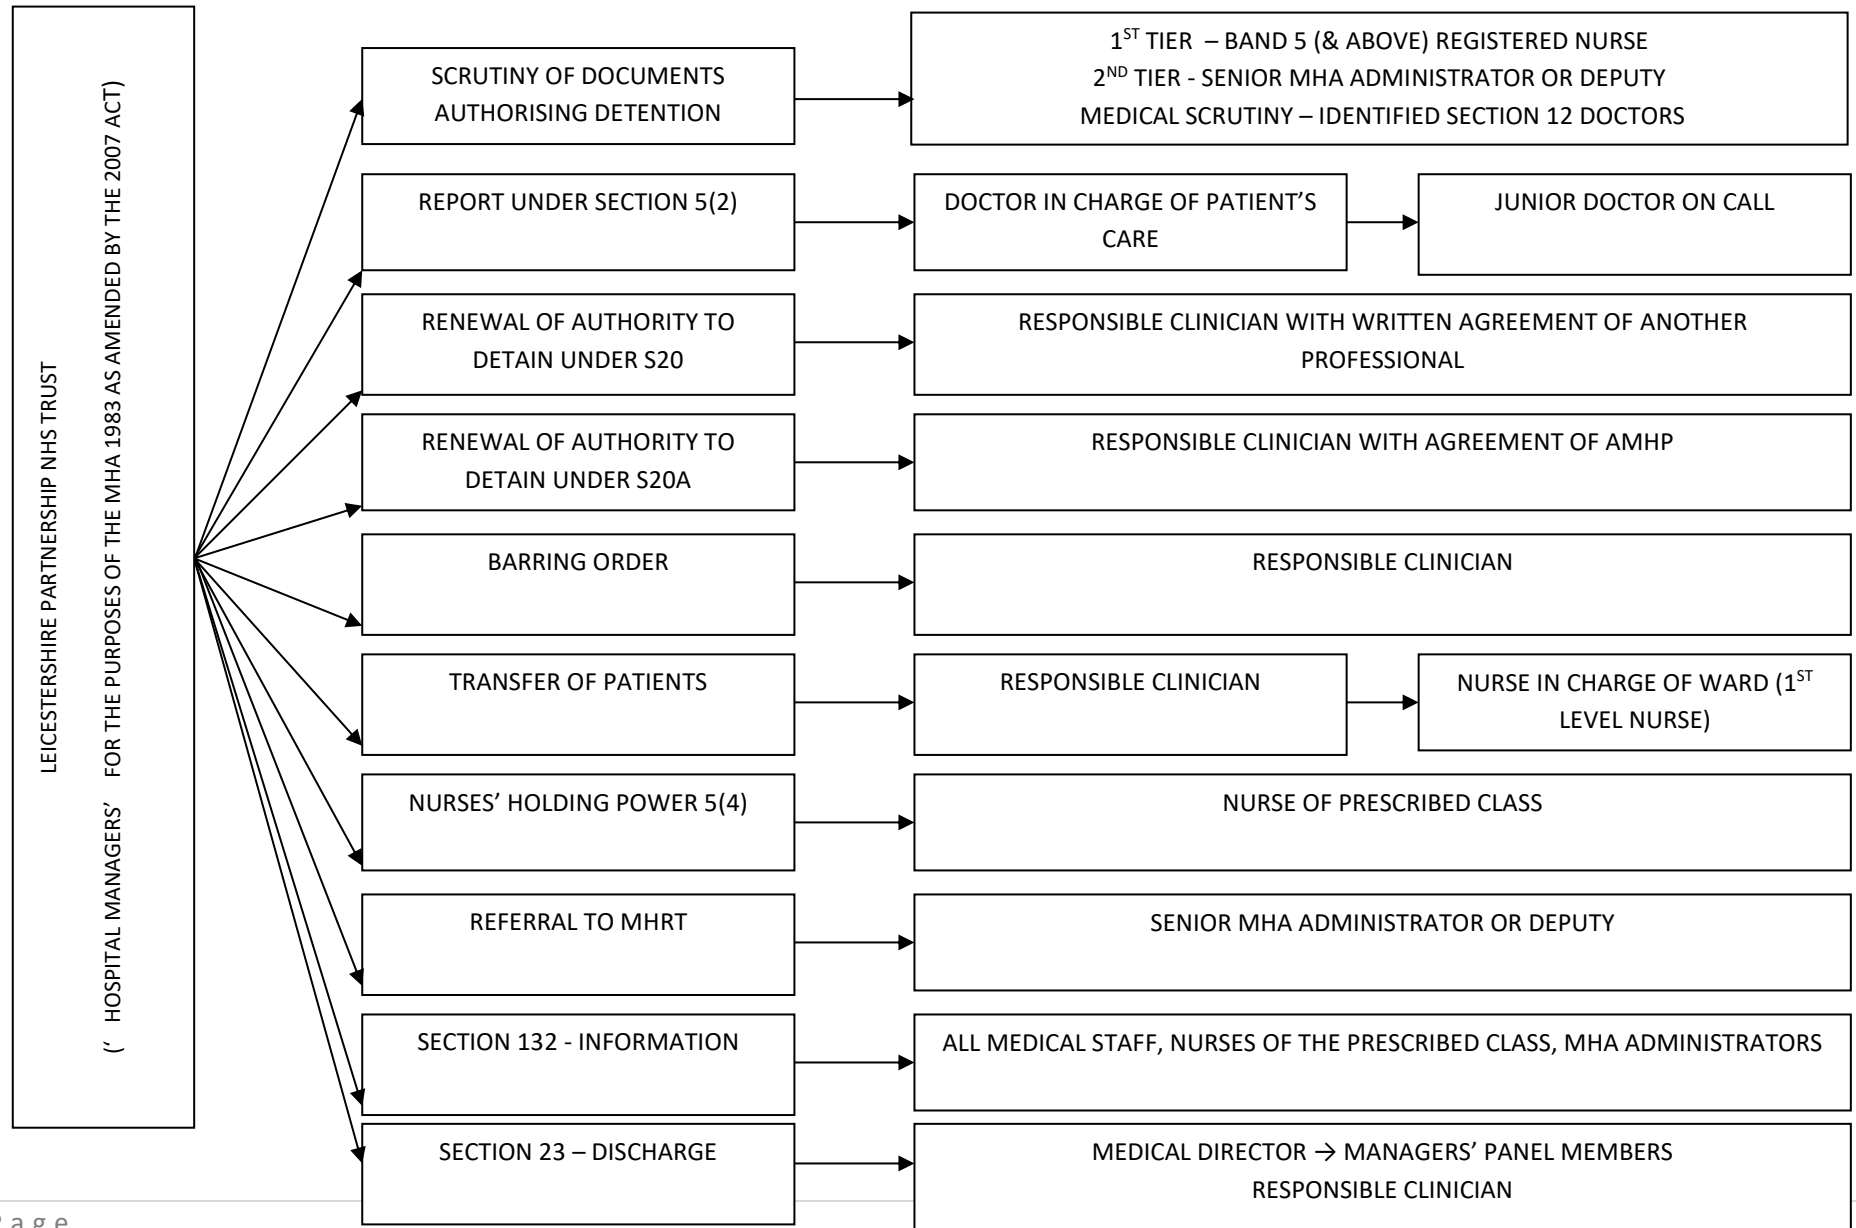 LEICESTERSHIRE PARTNERSHIP NHS TRUST
(‘ HOSPITAL MANAGERS’ FOR THE PURPOSES OF THE MHA 1983 AS AMENDED BY THE 2007 ACT)
SCRUTINY OF DOCUMENTS
AUTHORISING DETENTION
1ST TIER – BAND 5 (& ABOVE) REGISTERED NURSE
2ND TIER - SENIOR MHA ADMINISTRATOR OR DEPUTY
MEDICAL SCRUTINY – IDENTIFIED SECTION 12 DOCTORS
REPORT UNDER SECTION 5(2)
DOCTOR IN CHARGE OF PATIENT’S
CARE
JUNIOR DOCTOR ON CALL
RENEWAL OF AUTHORITY TO
DETAIN UNDER S20
RESPONSIBLE CLINICIAN WITH WRITTEN AGREEMENT OF ANOTHER
PROFESSIONAL
RENEWAL OF AUTHORITY TO
DETAIN UNDER S20A
RESPONSIBLE CLINICIAN WITH AGREEMENT OF AMHP
BARRING ORDER
RESPONSIBLE CLINICIAN
TRANSFER OF PATIENTS
RESPONSIBLE CLINICIAN
NURSE IN CHARGE OF WARD (1ST
LEVEL NURSE)
NURSES’ HOLDING POWER 5(4)
NURSE OF PRESCRIBED CLASS
REFERRAL TO MHRT
SENIOR MHA ADMINISTRATOR OR DEPUTY
SECTION 132 - INFORMATION
ALL MEDICAL STAFF, NURSES OF THE PRESCRIBED CLASS, MHA ADMINISTRATORS
SECTION 23 – DISCHARGE
MEDICAL DIRECTOR → MANAGERS’ PANEL MEMBERS
RESPONSIBLE CLINICIAN
Page